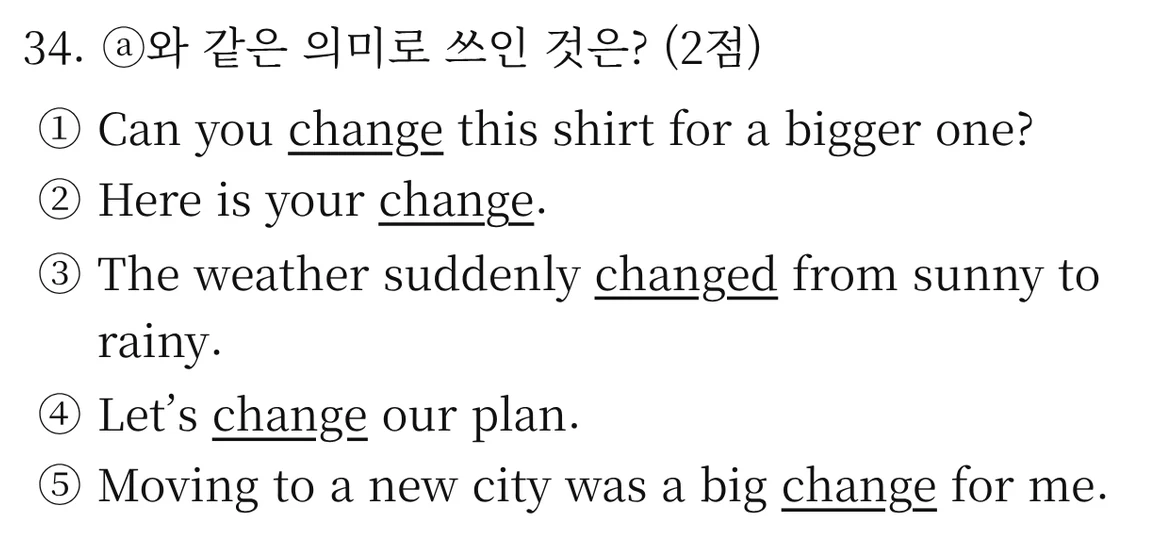 34. ⓐ와 같은 의미로 쓰인 것은? (2점)
① Can you change this shirt for a bigger one?
② Here is your change.
③ The weather suddenly changed from sunny to
rainy.
④ Let’s change our plan.
⑤ Moving to a new city was a big change for me.